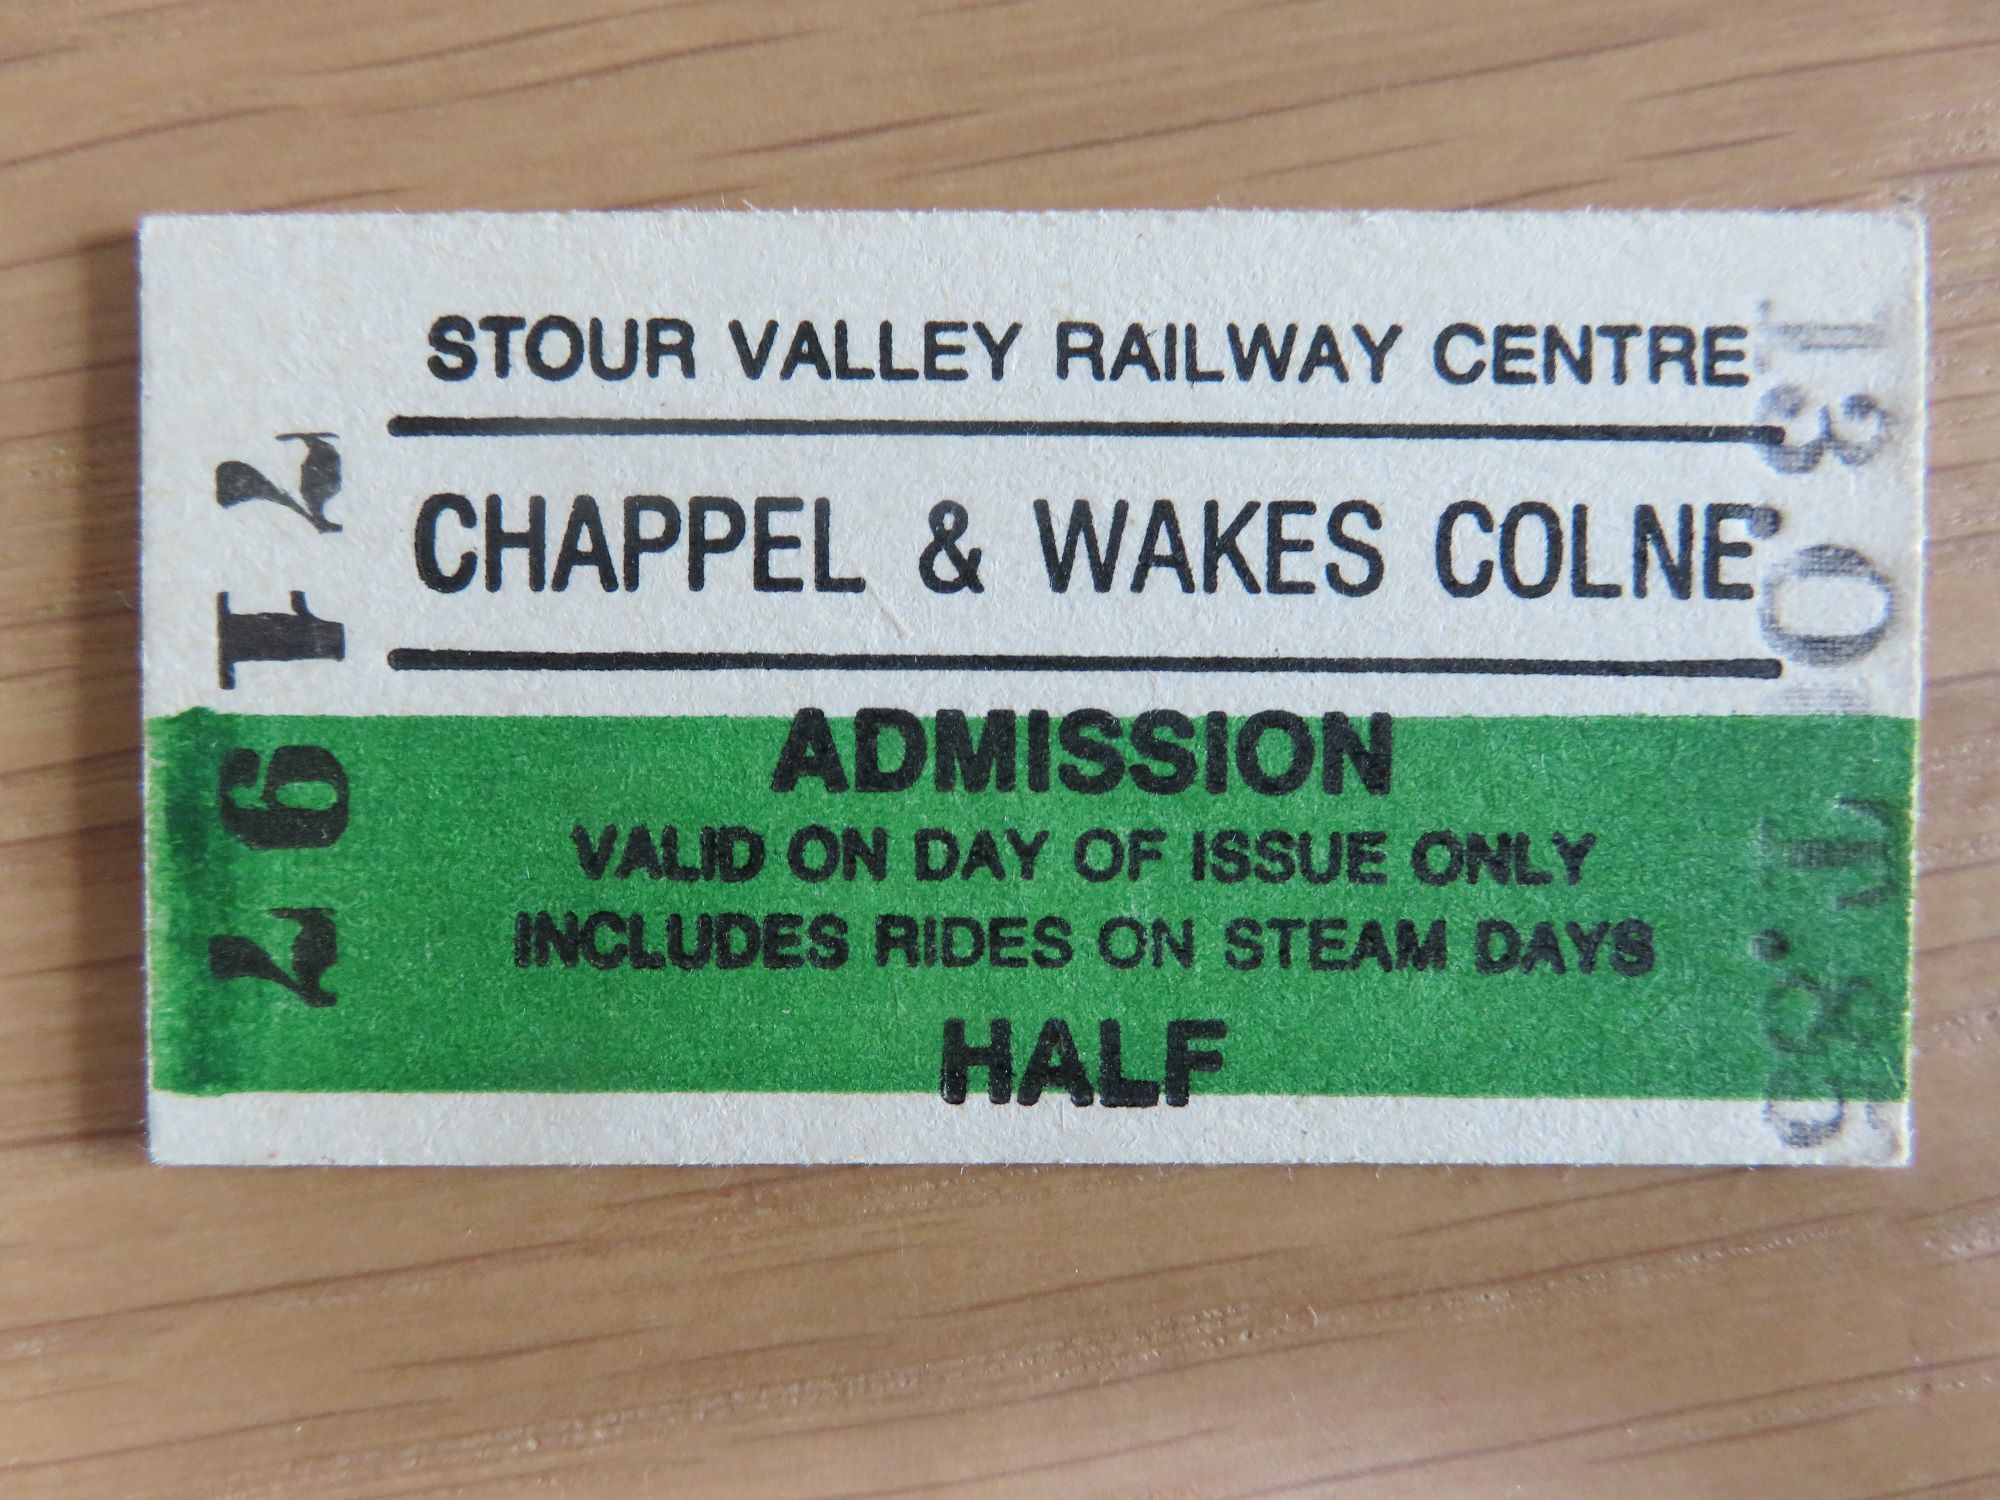 STOUR VALLEY RAILWAY CENTRE
CHAPPEL & WAKES COLNE
ADMISSION
VALID ON DAY OF ISSUE ONLY
INCLUDES RIDES ON STEAM DAYS
HALF
7197